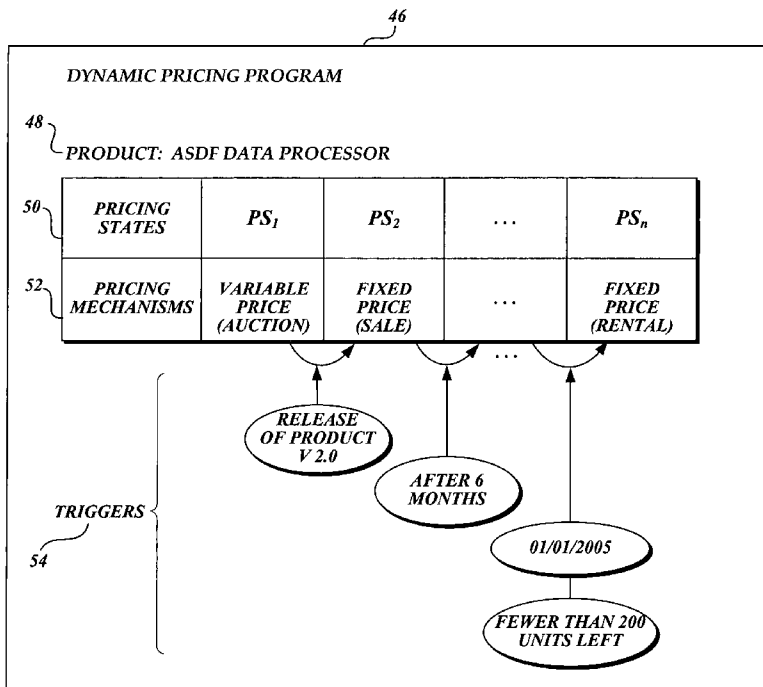 46
DYNAMIC PRICING PROGRAM
48
PRODUCT: ASDF DATA PROCESSOR
50
PRICING STATES
PS1
PS2
...
PSn
52
PRICING MECHANISMS
VARIABLE PRICE (AUCTION)
FIXED PRICE (SALE)
...
FIXED PRICE (RENTAL)
...
RELEASE OF PRODUCT V 2.0
AFTER 6 MONTHS
TRIGGERS
54
01/01/2005
FEWER THAN 200 UNITS LEFT